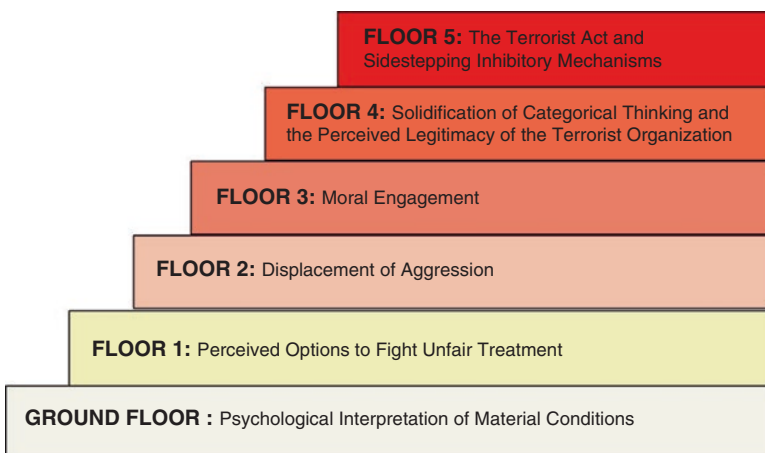 FLOOR 5: The Terrorist Act and
Sidestepping Inhibitory Mechanisms
FLOOR 4: Solidification of Categorical Thinking and
the Perceived Legitimacy of the Terrorist Organization
FLOOR 3: Moral Engagement
FLOOR 2: Displacement of Aggression
FLOOR 1: Perceived Options to Fight Unfair Treatment
GROUND FLOOR : Psychological Interpretation of Material Conditions